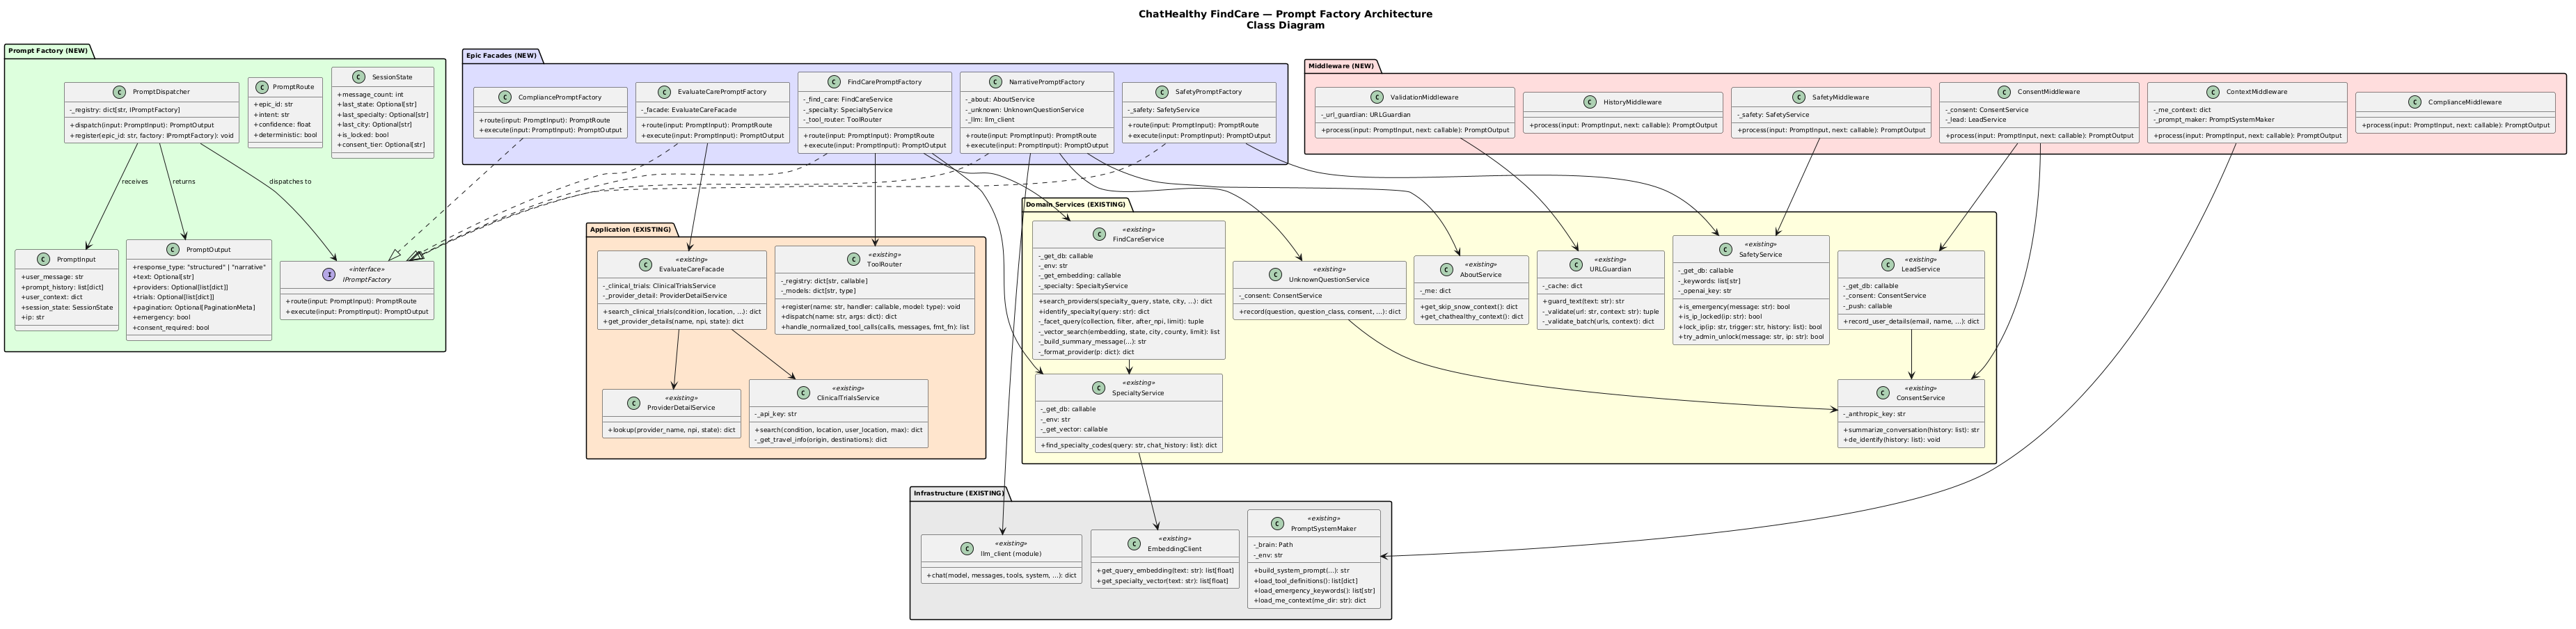 ChatHealthy FindCare — Prompt Factory Architecture
Class Diagram
Prompt Factory (NEW)
C PromptDispatcher
-_registry: dict[str, IPromptFactory]
+dispatch(input: PromptInput): PromptOutput
+register(epic_id: str, factory: IPromptFactory): void
C PromptRoute
+epic_id: str
+intent: str
+confidence: float
+deterministic: bool
C SessionState
+message_count: int
+last_state: Optional[str]
+last_specialty: Optional[str]
+last_city: Optional[str]
+is_locked: bool
+consent_tier: Optional[str]
receives
returns
dispatches to
C PromptInput
+user_message: str
+prompt_history: list[dict]
+user_context: dict
+session_state: SessionState
+ip: str
C PromptOutput
+response_type: "structured" | "narrative"
+text: Optional[str]
+providers: Optional[list[dict]]
+trials: Optional[list[dict]]
+pagination: Optional[PaginationMeta]
+emergency: bool
+consent_required: bool
I «interface»
IPromptFactory
+route(input: PromptInput): PromptRoute
+execute(input: PromptInput): PromptOutput
Epic Facades (NEW)
C CompliancePromptFactory
+route(input: PromptInput): PromptRoute
+execute(input: PromptInput): PromptOutput
C EvaluateCarePromptFactory
-_facade: EvaluateCareFacade
+route(input: PromptInput): PromptRoute
+execute(input: PromptInput): PromptOutput
C FindCarePromptFactory
-_find_care: FindCareService
-_specialty: SpecialtyService
-_tool_router: ToolRouter
+route(input: PromptInput): PromptRoute
+execute(input: PromptInput): PromptOutput
C NarrativePromptFactory
-_about: AboutService
-_unknown: UnknownQuestionService
-_llm: llm_client
+route(input: PromptInput): PromptRoute
+execute(input: PromptInput): PromptOutput
C SafetyPromptFactory
-_safety: SafetyService
+route(input: PromptInput): PromptRoute
+execute(input: PromptInput): PromptOutput
Middleware (NEW)
C ValidationMiddleware
-_url_guardian: URLGuardian
+process(input: PromptInput, next: callable): PromptOutput
C HistoryMiddleware
+process(input: PromptInput, next: callable): PromptOutput
C SafetyMiddleware
-_safety: SafetyService
+process(input: PromptInput, next: callable): PromptOutput
C ConsentMiddleware
-_consent: ConsentService
-_lead: LeadService
+process(input: PromptInput, next: callable): PromptOutput
C ContextMiddleware
-_me_context: dict
-_prompt_maker: PromptSystemMaker
+process(input: PromptInput, next: callable): PromptOutput
C ComplianceMiddleware
+process(input: PromptInput, next: callable): PromptOutput
Application (EXISTING)
C «existing»
EvaluateCareFacade
-_clinical_trials: ClinicalTrialsService
-_provider_detail: ProviderDetailService
+search_clinical_trials(condition, location, ...): dict
+get_provider_details(name, npi, state): dict
C «existing»
ToolRouter
-_registry: dict[str, callable]
-_models: dict[str, type]
+register(name: str, handler: callable, model: type): void
+dispatch(name: str, args: dict): dict
+handle_normalized_tool_calls(calls, messages, fmt_fn): list
C «existing»
ProviderDetailService
+lookup(provider_name, npi, state): dict
C «existing»
ClinicalTrialsService
-_api_key: str
+search(condition, location, user_location, max): dict
-_get_travel_info(origin, destinations): dict
Domain Services (EXISTING)
C «existing»
FindCareService
-_get_db: callable
-_env: str
-_get_embedding: callable
-_specialty: SpecialtyService
+search_providers(specialty_query, state, city, ...): dict
+identify_specialty(query: str): dict
-_facet_query(collection, filter, after_npi, limit): tuple
-_vector_search(embedding, state, city, county, limit): list
-_build_summary_message(...): str
-_format_provider(p: dict): dict
C «existing»
UnknownQuestionService
-_consent: ConsentService
+record(question, question_class, consent, ...): dict
C «existing»
AboutService
-_me: dict
+get_skip_snow_context(): dict
+get_chathealthy_context(): dict
C «existing»
URLGuardian
-_cache: dict
+guard_text(text: str): str
-_validate(url: str, context: str): tuple
-_validate_batch(urls, context): dict
C «existing»
SafetyService
-_get_db: callable
-_keywords: list[str]
-_openai_key: str
+is_emergency(message: str): bool
+is_ip_locked(ip: str): bool
+lock_ip(ip: str, trigger: str, history: list): bool
+try_admin_unlock(message: str, ip: str): bool
C «existing»
LeadService
-_get_db: callable
-_consent: ConsentService
-_push: callable
+record_user_details(email, name, ...): dict
C «existing»
SpecialtyService
-_get_db: callable
-_env: str
-_get_vector: callable
+find_specialty_codes(query: str, chat_history: list): dict
C «existing»
ConsentService
-_anthropic_key: str
+summarize_conversation(history: list): str
+de_identify(history: list): void
Infrastructure (EXISTING)
C «existing»
llm_client (module)
+chat(model, messages, tools, system, ...): dict
C «existing»
EmbeddingClient
+get_query_embedding(text: str): list[float]
+get_specialty_vector(text: str): list[float]
C «existing»
PromptSystemMaker
-_brain: Path
-_env: str
+build_system_prompt(...): str
+load_tool_definitions(): list[dict]
+load_emergency_keywords(): list[str]
+load_me_context(me_dir: str): dict